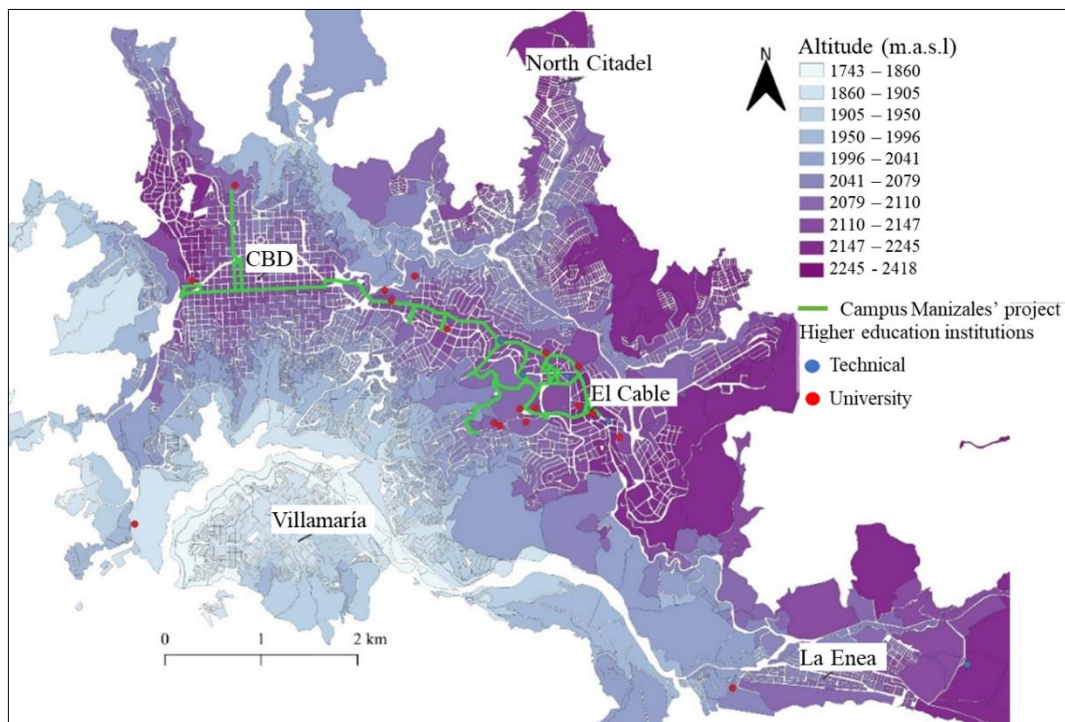 North Citadel
CBD
El Cable
Villamaría
La Enea
0 1 2 km
N
Altitude (m.a.s.l)
1743 – 1860
1860 – 1905
1905 – 1950
1950 – 1996
1996 – 2041
2041 – 2079
2079 – 2110
2110 – 2147
2147 – 2245
2245 - 2418
Campus Manizales’ project
Higher education institutions
Technical
University